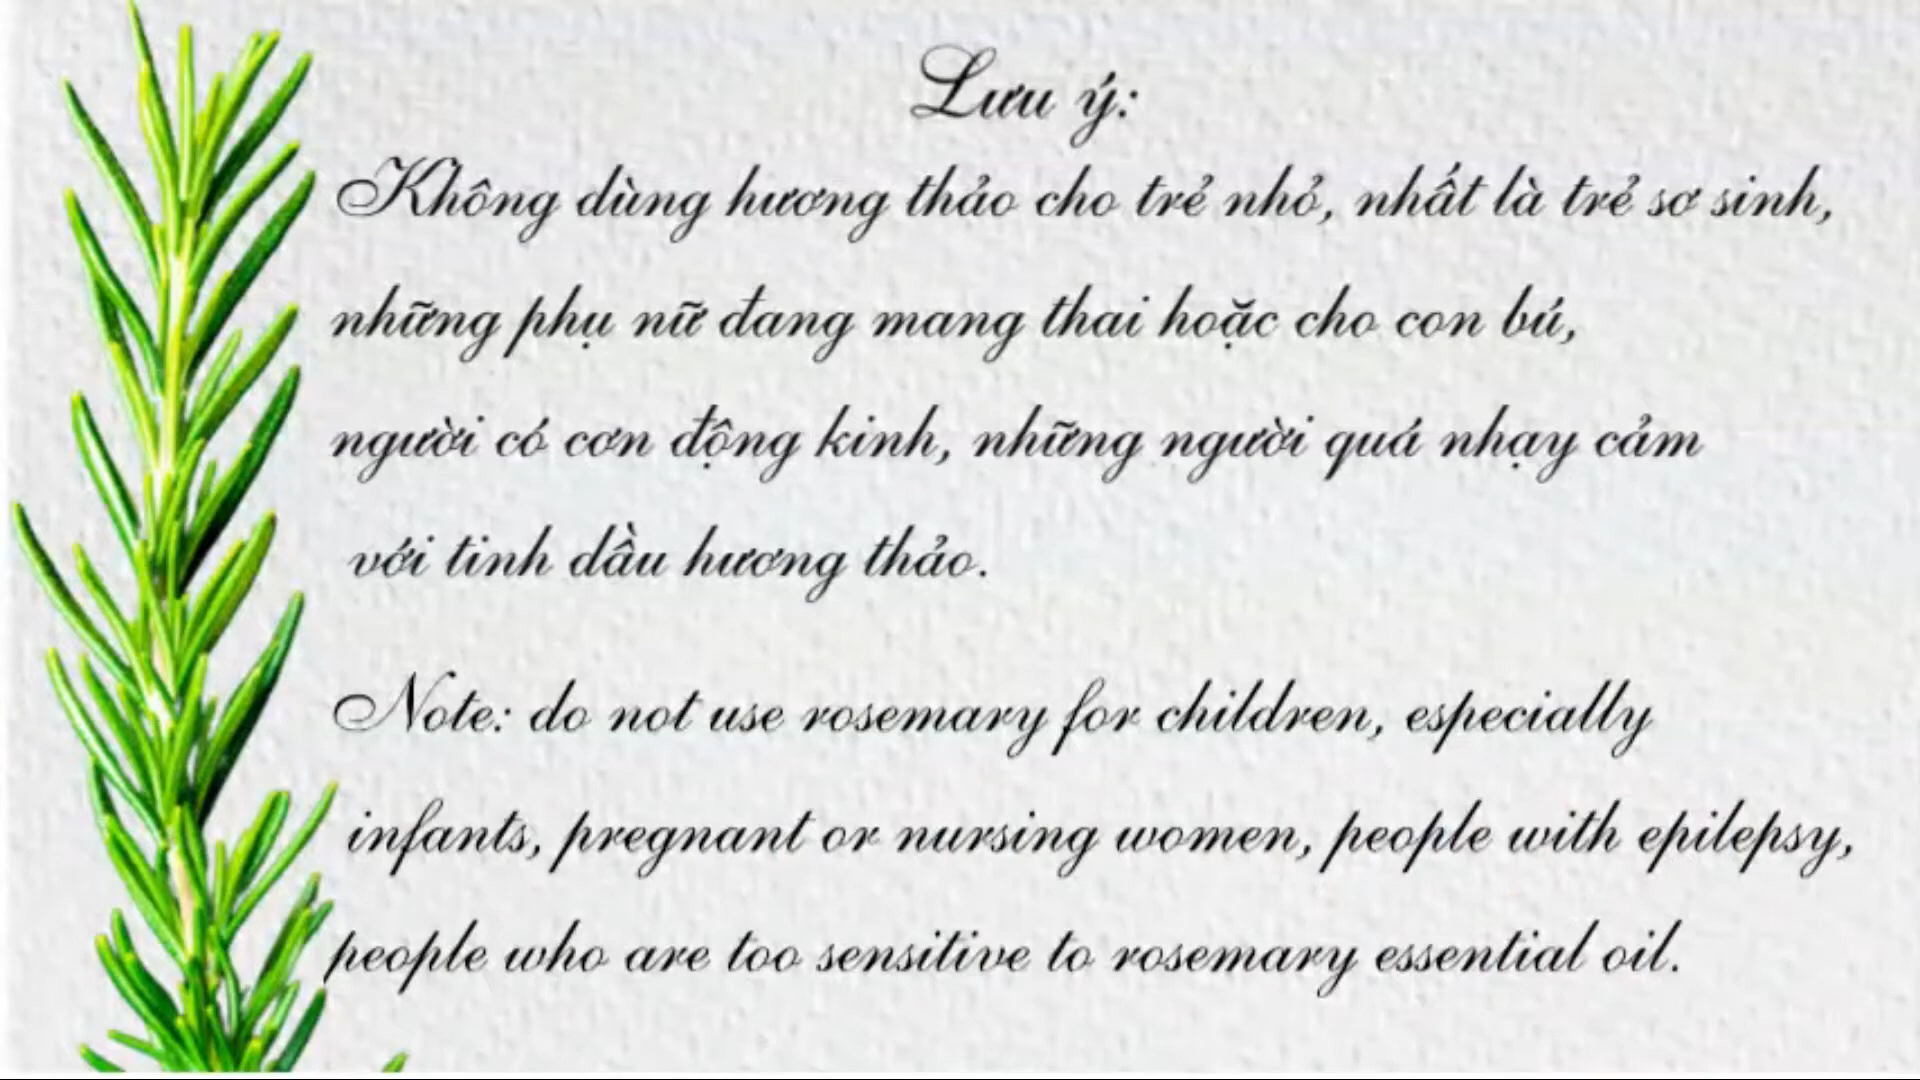 Lưu ý:
Không dùng hương thảo cho trẻ nhỏ, nhất là trẻ sơ sinh,
những phụ nữ đang mang thai hoặc cho con bú,
người có cơn động kinh, những người quá nhạy cảm
với tinh dầu hương thảo.
Note: do not use rosemary for children, especially
infants, pregnant or nursing women, people with epilepsy,
people who are too sensitive to rosemary essential oil.